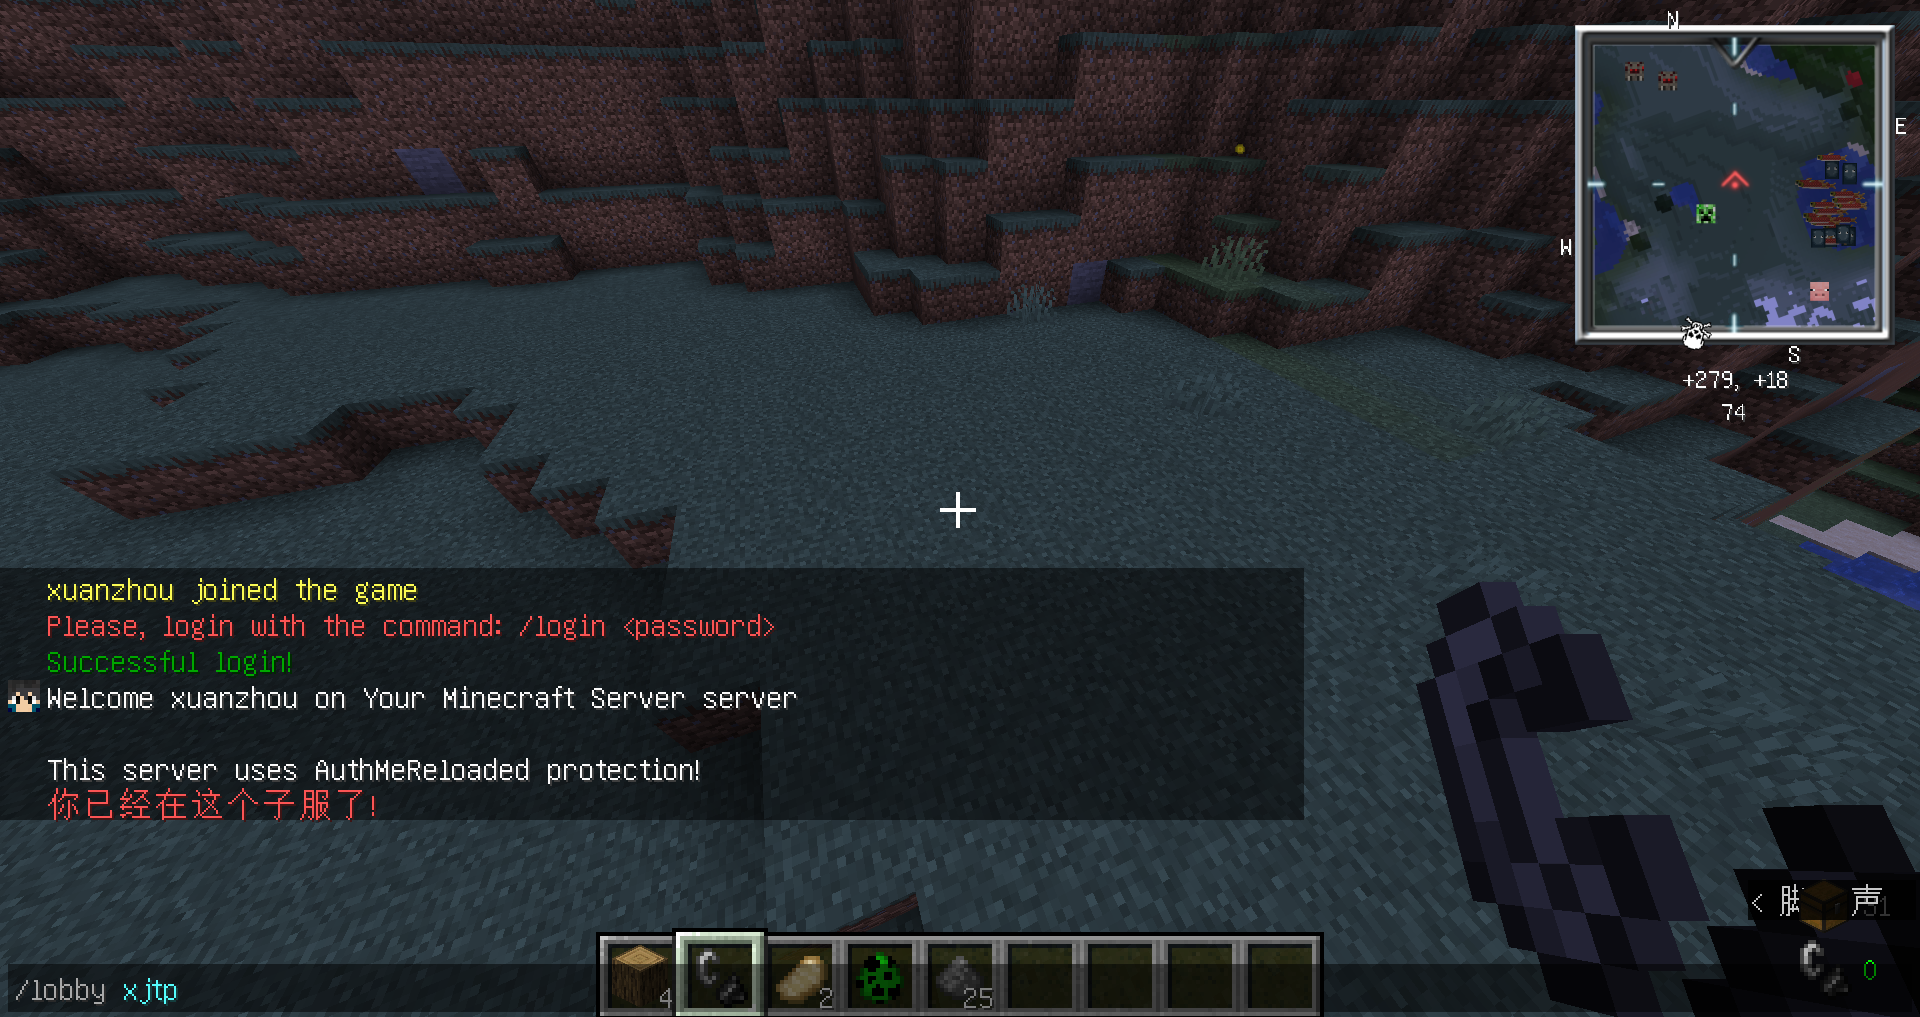 N
E
W
S
+279, +18
74
xuanzhou joined the game
Please, login with the command: /login <password>
Successful login!
Welcome xuanzhou on Your Minecraft Server server
This server uses AuthMeReloaded protection!
你已经在这个子服了!
< 声
/lobby xjtp
4
2
25
0